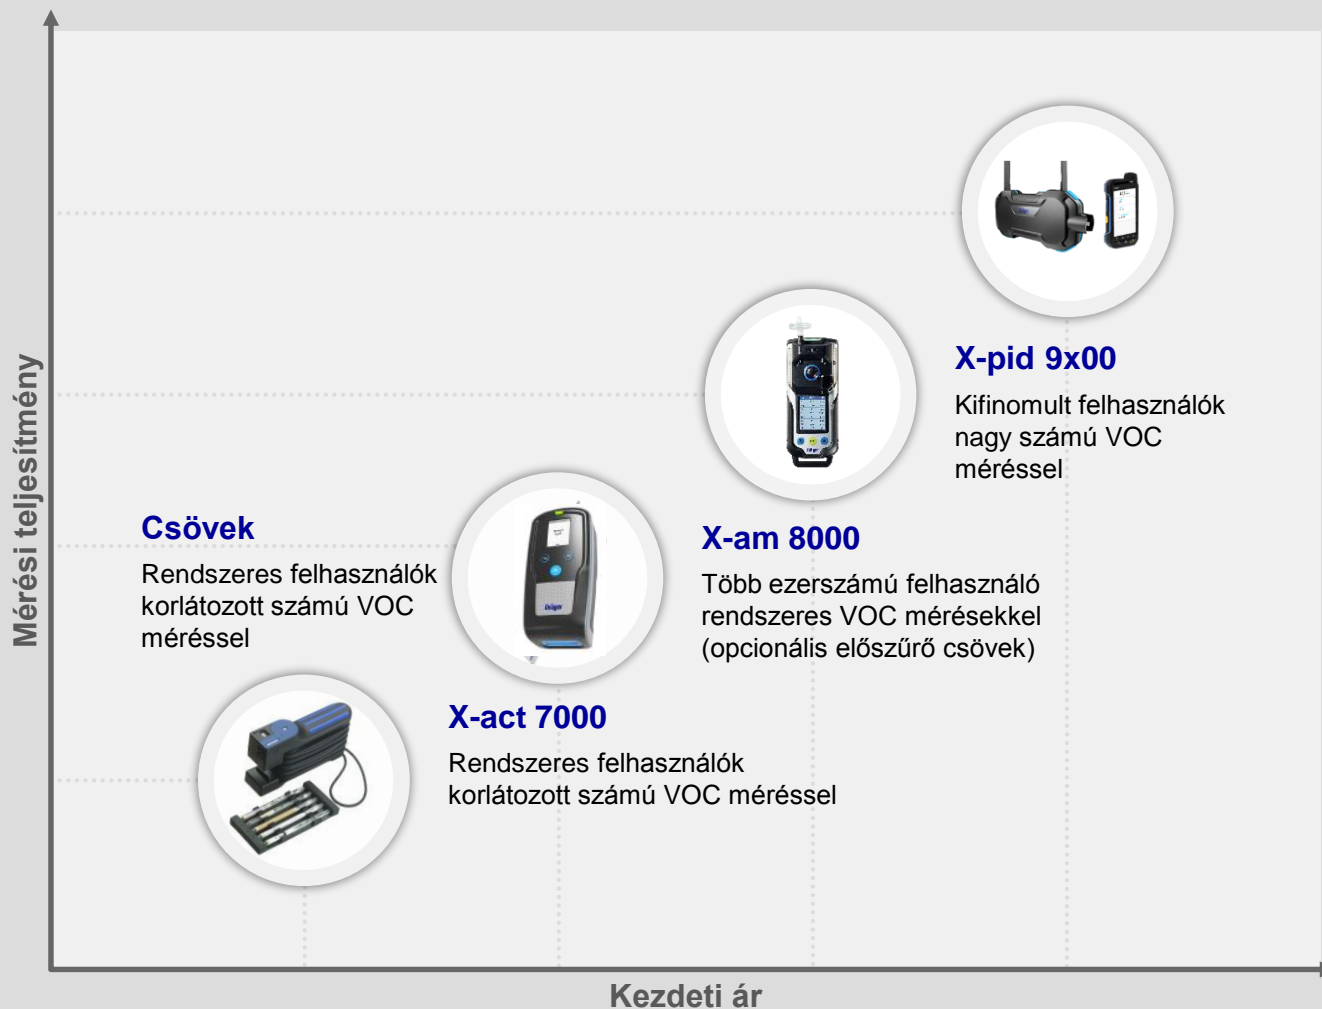 Mérési teljesítmény
X-pid 9x00
Kifinomult felhasználók
nagy számú VOC
méréssel
X-am 8000
Több ezerszámú felhasználó
rendszeres VOC mérésekkel
(opcionális előszűrő csövek)
Csövek
Rendszeres felhasználók
korlátozott számú VOC
méréssel
Dräger
X-act 7000
Rendszeres felhasználók
korlátozott számú VOC méréssel
Kezdeti ár